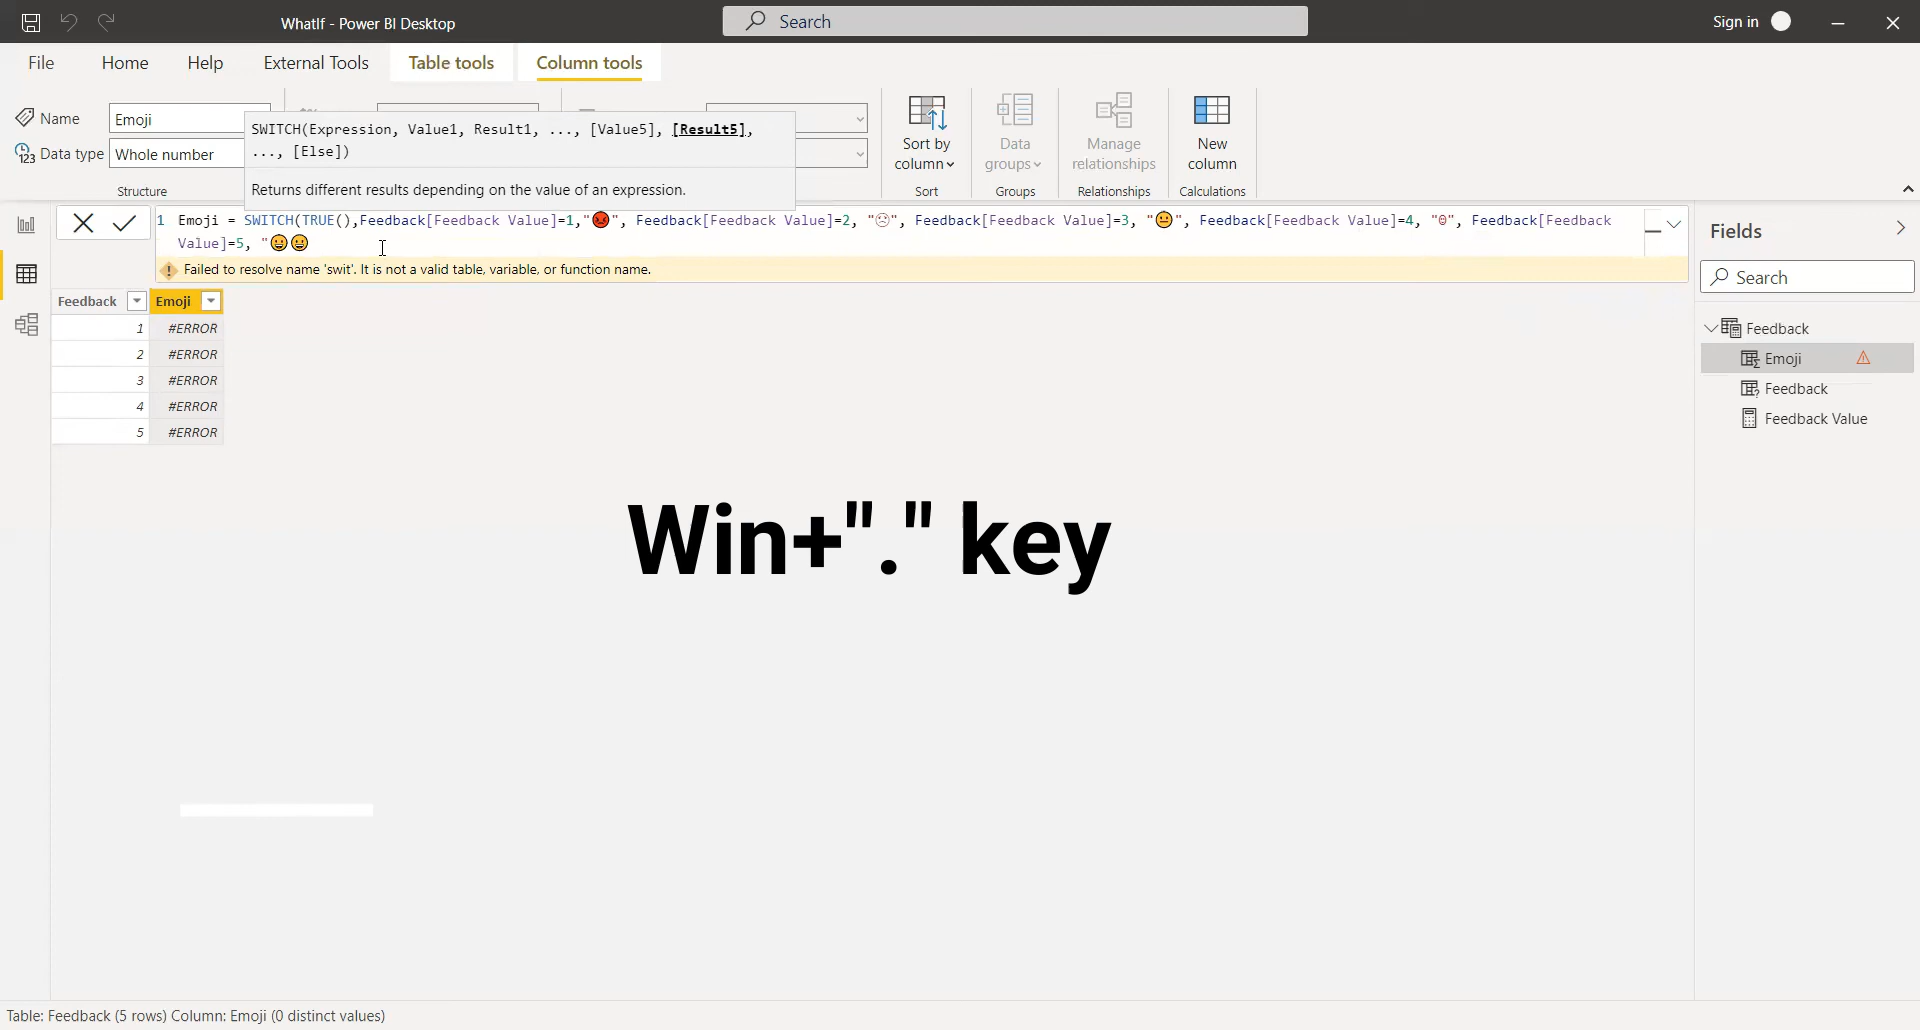 WhatIf - Power BI Desktop
Search
Sign in
File
Home
Help
External Tools
Table tools
Column tools
Name
Emoji
Data type
Whole number
Structure
SWITCH(Expression, Value1, Result1, ..., [Value5], [Result5],
..., [Else])
Returns different results depending on the value of an expression.
Sort by
column
Sort
Data
groups
Groups
Manage
relationships
Relationships
New
column
Calculations
1 Emoji = SWITCH(TRUE(),Feedback[Feedback Value]=1,"😡", Feedback[Feedback Value]=2, "☹", Feedback[Feedback Value]=3, "😐", Feedback[Feedback Value]=4, "☺", Feedback[Feedback
Value]=5, "😀😀
Failed to resolve name 'swit'. It is not a valid table, variable, or function name.
Feedback Emoji
1 #ERROR
2 #ERROR
3 #ERROR
4 #ERROR
5 #ERROR
Win+"." key
Fields
Search
Feedback
Emoji
Feedback
Feedback Value
Table: Feedback (5 rows) Column: Emoji (0 distinct values)